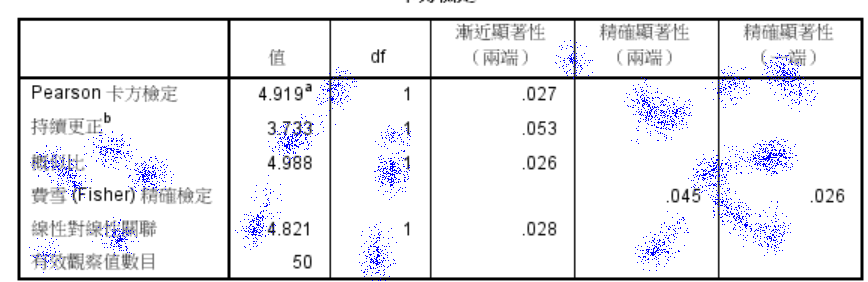 漸近顯著性 精確顯著性 精確顯著性
值 df （兩端） （兩端） 端）
Pearson 卡方檢定 4.919a 1 .027
持續更正b 3.733 1 .053
概似比 4.988 1 .026
費雪 (Fisher) 精確檢定 .045 .026
線性對線性關聯 4.821 1 .028
有效觀察值數目 50